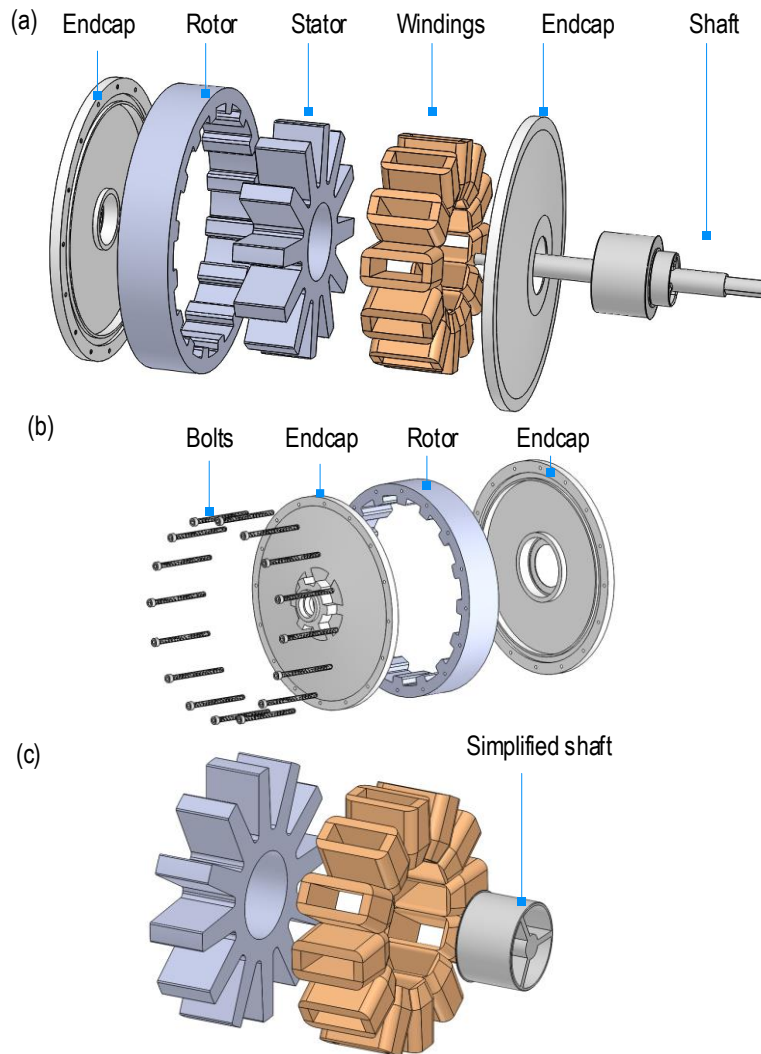 (a)
Endcap Rotor Stator Windings Endcap Shaft
(b)
Bolts Endcap Rotor Endcap
(c)
Simplified shaft